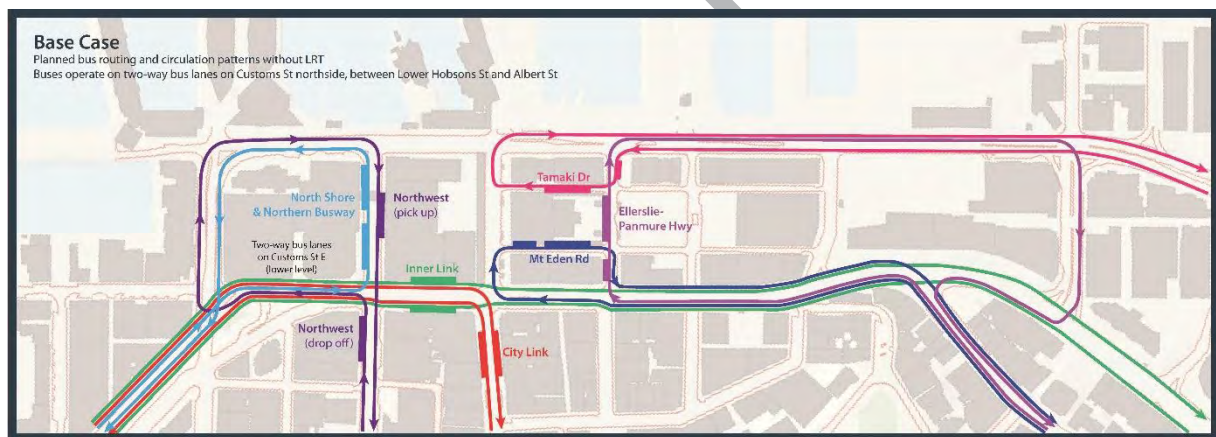 Base Case
Planned bus routing and circulation patterns without LRT
Buses operate on two-way bus lanes on Customs St northside, between Lower Hobsons St and Albert St
Tamaki Dr
North Shore
& Northern Busway
Northwest
(pick up)
Ellerslie-
Panmure Hwy
Two-way bus lanes
on Customs St E
(lower level)
Inner Link
Mt Eden Rd
Northwest
(drop off)
City Link